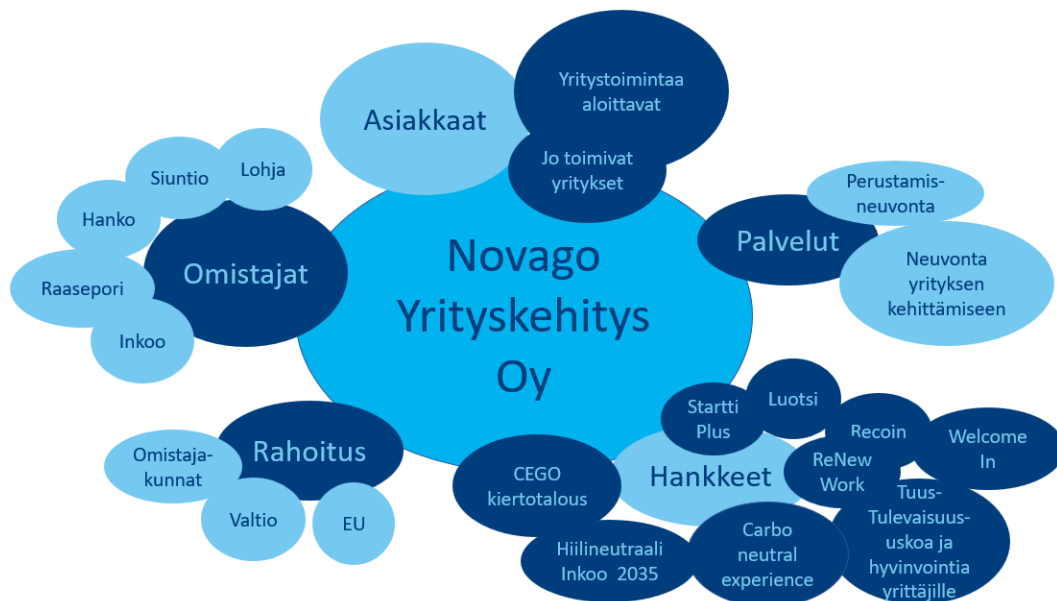 Yritystoimintaa
aloittavat
Asiakkaat
Jo toimivat
yritykset
Lohja
Siuntio
Hanko
Omistajat
Raasepori
Inkoo
Novago
Yrityskehitys
Oy
Perustamis-
neuvonta
Palvelut
Neuvonta
yrityksen
kehittämiseen
Rahoitus
Omistaja-
kunnat
Valtio
EU
Startti
Plus
Luotsi
Recoin
Welcome
In
Hankkeet
ReNew
Work
CEGO
kiertotalous
Hiilineutraali
Inkoo 2035
Carbo
neutral
experience
Tuus-
Tulevaisuus-
uskoa ja
hyvinvointia
yrittäjille